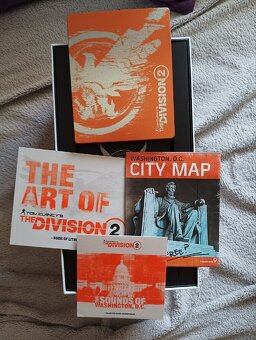 THE DIVISION 2
THE
ART OF
TOM CLANCY'S
THE DIVISION 2
WASHINGTON, D.C.
CITY MAP
FREE?
THE DIVISION 2
SOUNDS OF
WASHINGTON, D.C.